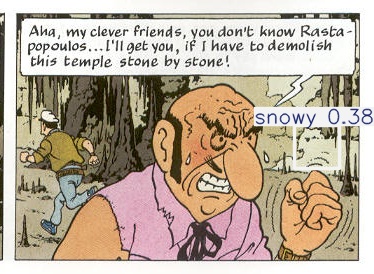 Aha, my clever friends, you don't know Rasta-
popoulos...I'll get you, if I have to demolish
this temple stone by stone!
snowy 0.38